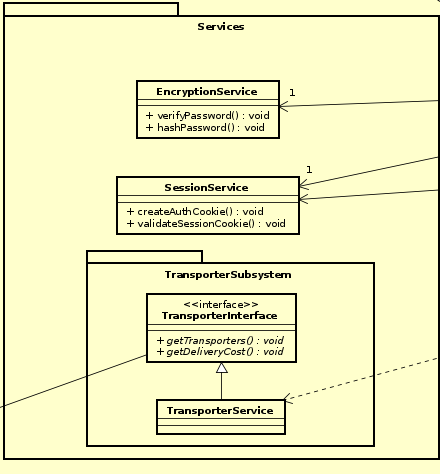 Services
EncryptionService
1
+ verifyPassword() : void
+ hashPassword() : void
1
SessionService
+ createAuthCookie() : void
+ validateSessionCookie() : void
TransporterSubsystem
<<interface>>
TransporterInterface
+ getTransporters() : void
+ getDeliveryCost() : void
TransporterService